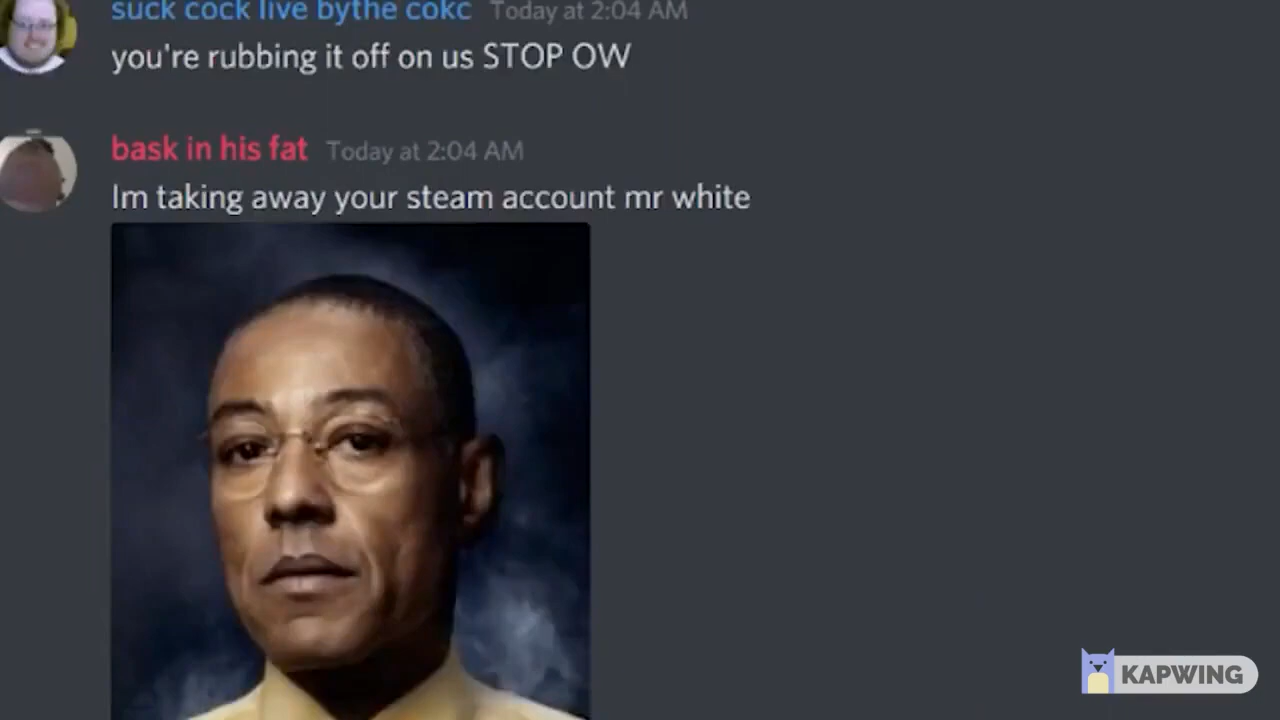 suck cock live bythe cokc Today at 2:04 AM
you're rubbing it off on us STOP OW
bask in his fat Today at 2:04 AM
Im taking away your steam account mr white
KAPWING